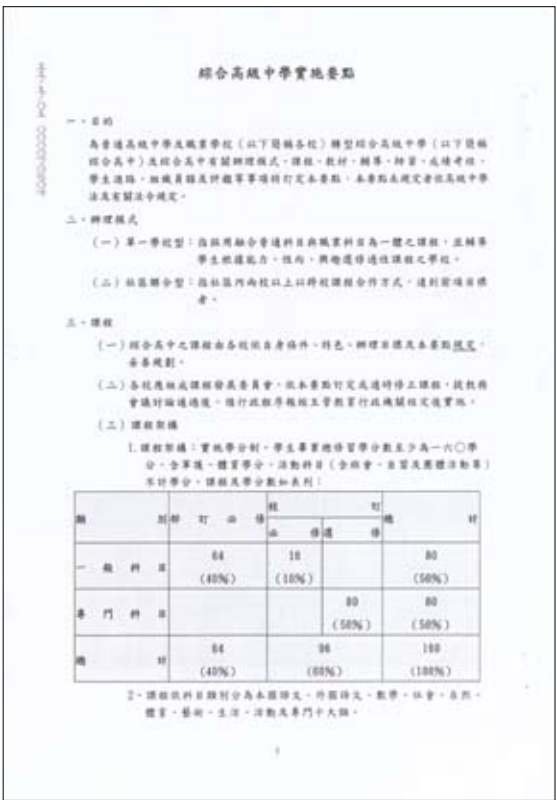 綜合高級中學實施要點
一、目的
為普通高級中學及職業學校（以下簡稱各校）轉型綜合高級中學（以下簡稱
綜合高中）及綜合高中有關辦理模式、課程、教材、輔導、師資、成績考核、
學生進路、組織員額及評鑑等事項特訂定本要點，本要點未規定者依高級中學
法及有關法令規定。
二、辦理模式
（一）單一學校型：指採用融合普通科目與職業科目為一體之課程，並輔導
學生根據能力、性向、興趣選修適性課程之學校。
（二）社區聯合型：指社區內兩校以上以跨校課程合作方式，達到前項目標
者。
三、課程
（一）綜合高中之課程由各校依自身條件、特色、辦理目標及本要點規定，
妥善規劃。
（二）各校應組成課程發展委員會，依本要點訂定或適時修正課程，提教務
會議討論通過後，循行政程序報經主管教育行政機關核定後實施。
（三）課程架構
1.課程架構：實施學分制，學生畢業總修習學分數至少為一六〇學
分，含軍護、體育學分，活動科目（含班會、自習及團體活動等）
不計學分。課程及學分數如表列：
類別 部訂必修 校訂 總計
必修 選修
一般科目 64 16 80
(40%) (10%) (50%)
專門科目 80 80
(50%) (50%)
總計 64 96 160
(40%) (60%) (100%)
2、課程依科目類別分為本國語文、外國語文、數學、社會、自然、
體育、藝術、生活、活動及專門十大類。
1